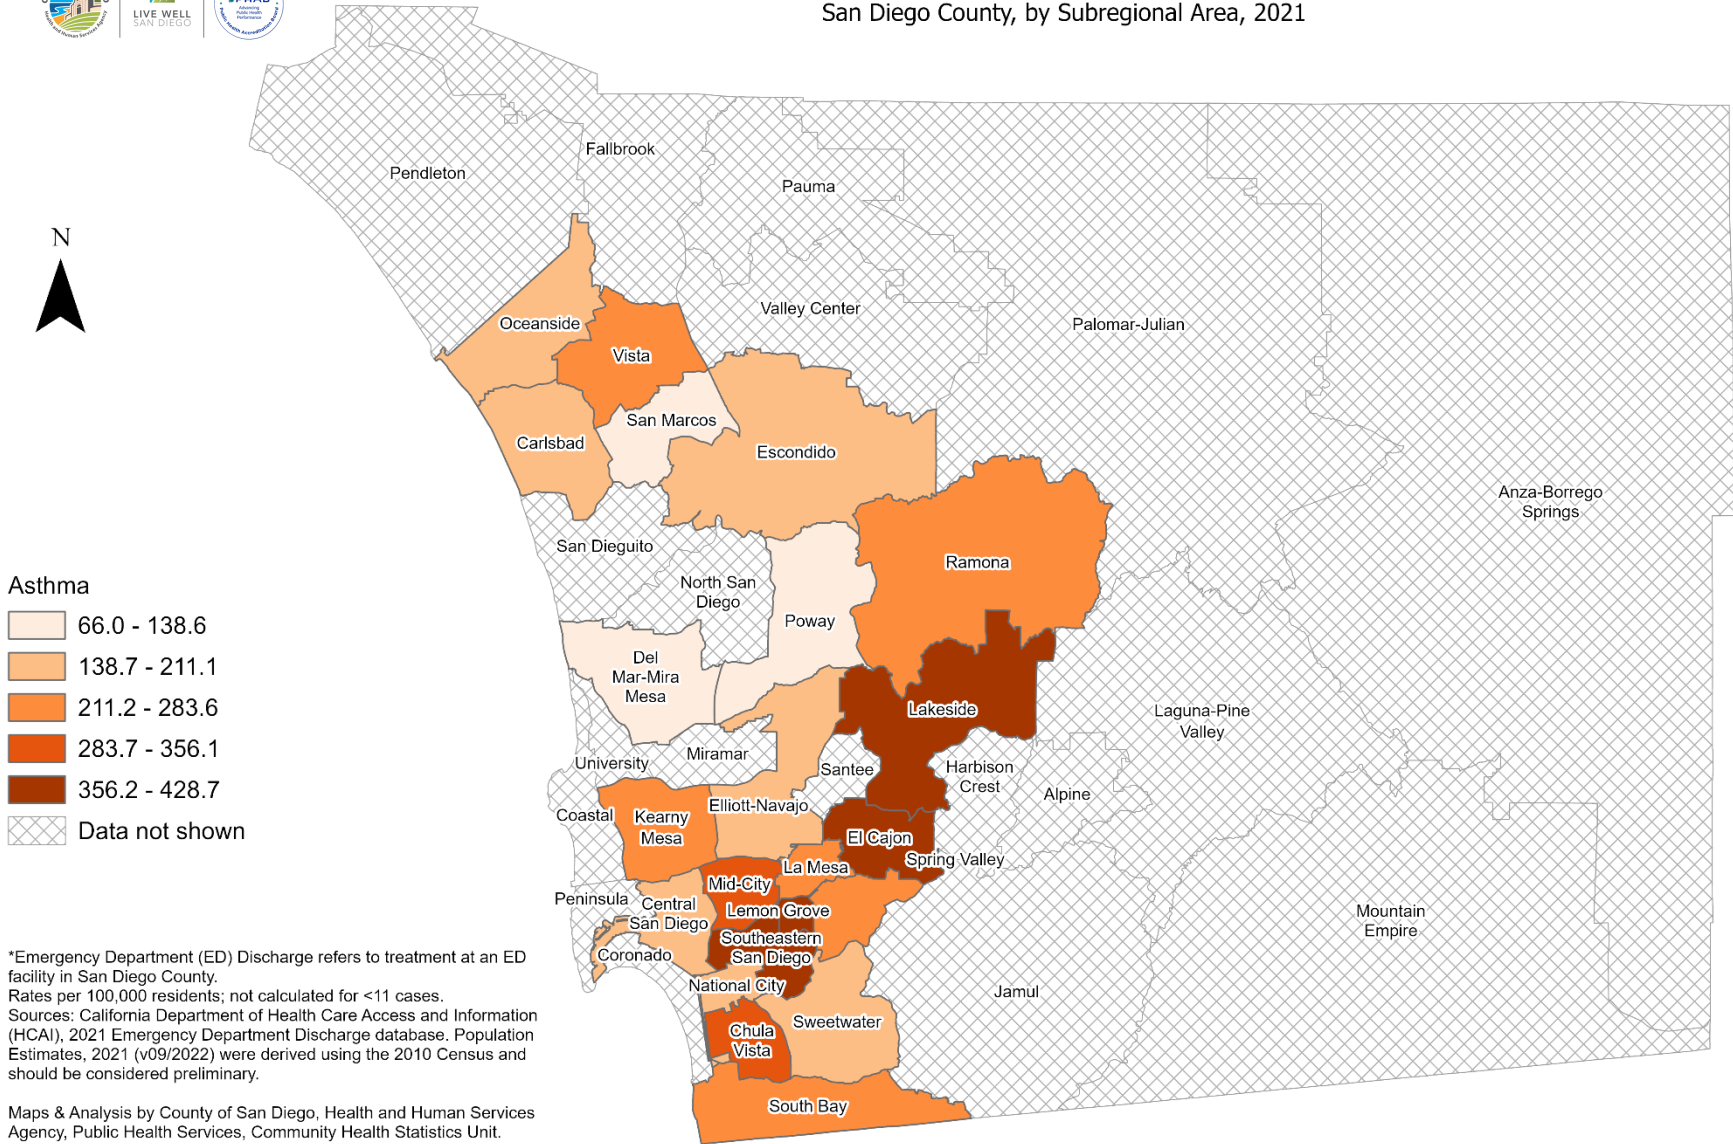 San Diego County, by Subregional Area, 2021
LIVE WELL
SAN DIEGO
Advancing
Public Health
Performance
Fallbrook
Pendleton
Pauma
N
Valley Center
Oceanside
Palomar-Julian
Vista
San Marcos
Carlsbad
Escondido
Anza-Borrego
Springs
San Dieguito
Ramona
North San
Diego
Poway
Del
Mar-Mira
Mesa
Lakeside
Laguna-Pine
Valley
Miramar
University
Santee
Harbison
Crest
Alpine
Elliott-Navajo
Coastal
Kearny
Mesa
El Cajon
Spring Valley
La Mesa
Mid-City
Peninsula
Central
San Diego
Lemon Grove
Mountain
Empire
Southeastern
San Diego
Coronado
National City
Jamul
Sweetwater
Chula
Vista
South Bay
Asthma
66.0 - 138.6
138.7 - 211.1
211.2 - 283.6
283.7 - 356.1
356.2 - 428.7
Data not shown
*Emergency Department (ED) Discharge refers to treatment at an ED
facility in San Diego County.
Rates per 100,000 residents; not calculated for <11 cases.
Sources: California Department of Health Care Access and Information
(HCAI), 2021 Emergency Department Discharge database. Population
Estimates, 2021 (v09/2022) were derived using the 2010 Census and
should be considered preliminary.
Maps & Analysis by County of San Diego, Health and Human Services
Agency, Public Health Services, Community Health Statistics Unit.